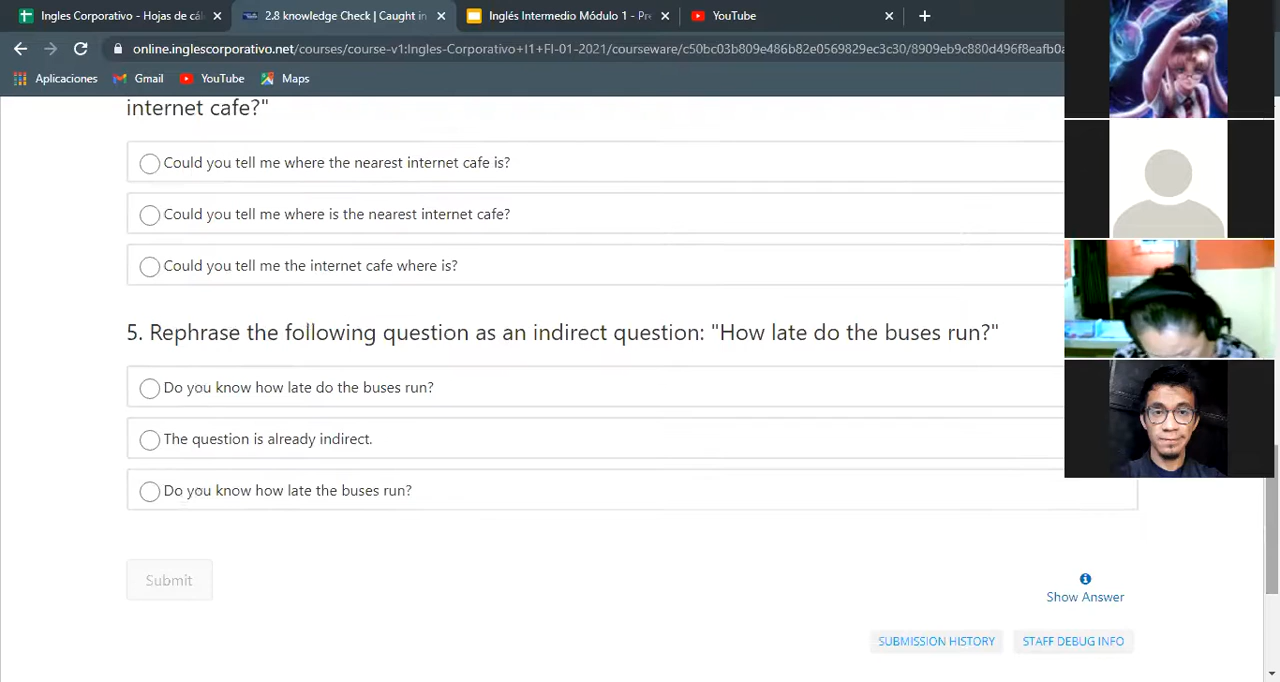 Ingles Corporativo - Hojas de cál
2.8 knowledge Check | Caught in
Inglés Intermedio Módulo 1 - Pre
YouTube
online.inglescorporativo.net/courses/course-v1:Ingles-Corporativo+I1+FI-01-2021/courseware/c50bc03b809e486b82e0569829ec3c30/8909eb9c880d496f8eafb0a
Aplicaciones
Gmail
YouTube
Maps
internet cafe?"
Could you tell me where the nearest internet cafe is?
Could you tell me where is the nearest internet cafe?
Could you tell me the internet cafe where is?
5. Rephrase the following question as an indirect question: "How late do the buses run?"
Do you know how late do the buses run?
The question is already indirect.
Do you know how late the buses run?
Submit
Show Answer
SUBMISSION HISTORY
STAFF DEBUG INFO